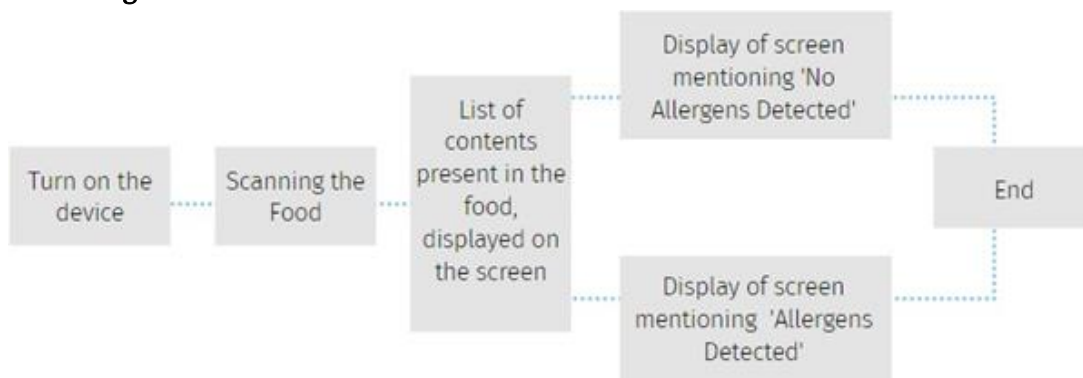 Turn on the
device
Scanning the
Food
List of
contents
present in the
food,
displayed on
the screen
Display of screen
mentioning 'No
Allergens Detected'
Display of screen
mentioning 'Allergens
Detected'
End